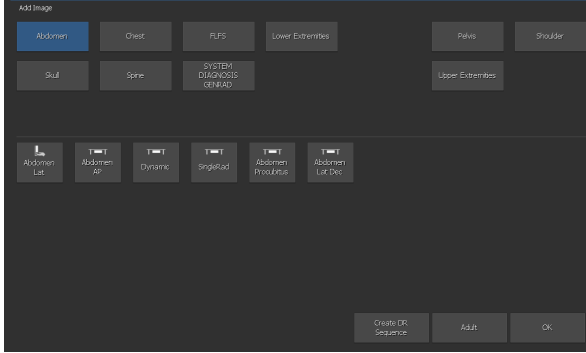 Add Image
Abdomen
Chest
FLFS
Lower Extremities
Pelvis
Shoulder
Skull
Spine
SYSTEM
DIAGNOSIS
GENRAD
Upper Extremities
Abdomen
Lat
Abdomen
AP
Dynamic
SingleRad
Abdomen
Procubitus
Abdomen
Lat Dec
Create DR
Sequence
Adult
OK